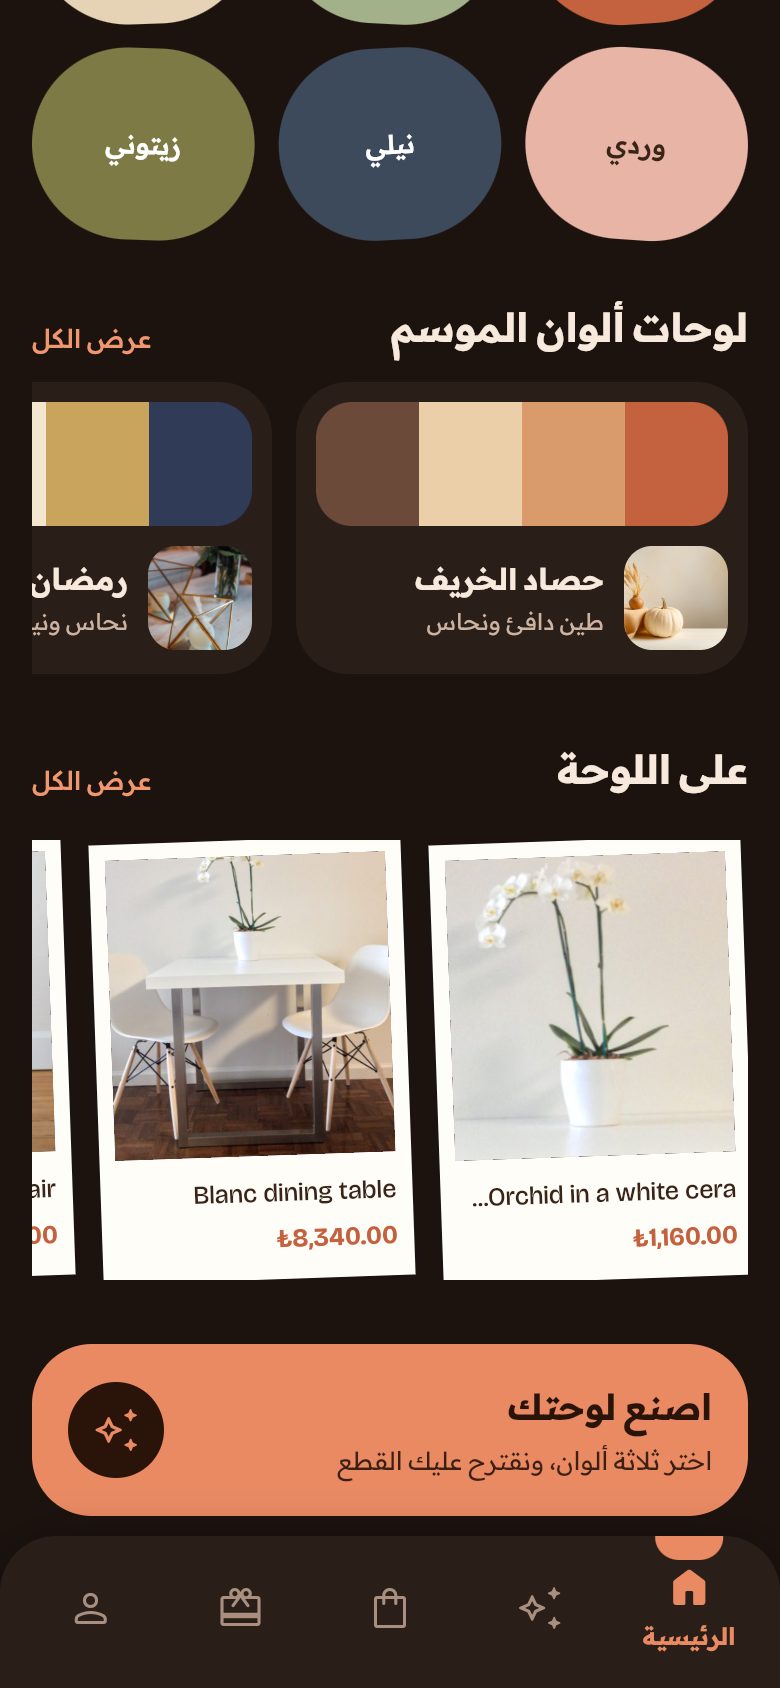 وردي
نيلي
زيتوني
لوحات ألوان الموسم
عرض الكل
حصاد الخريف
طين دافئ ونحاس
رمضان
نحاس
على اللوحة
عرض الكل
Orchid in a white cera...
₺1,160.00
Blanc dining table
₺8,340.00
اصنع لوحتك
اختر ثلاثة ألوان، ونقترح عليك القطع
الرئيسية